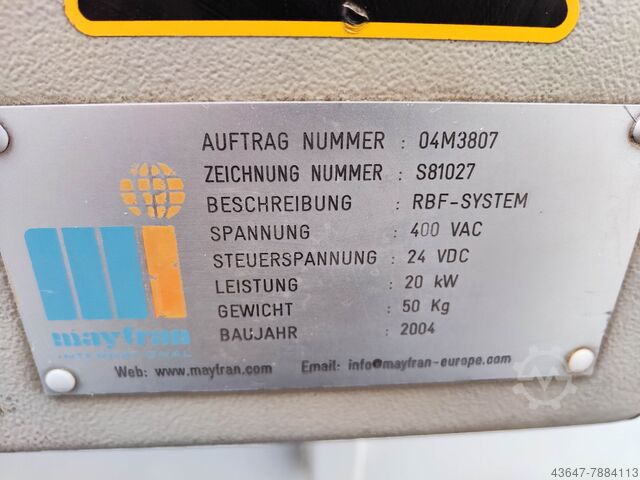 AUFTRAG NUMMER : 04M3807
ZEICHNUNG NUMMER : S81027
BESCHREIBUNG : RBF-SYSTEM
SPANNUNG : 400 VAC
STEUERSPANNUNG : 24 VDC
LEISTUNG : 20 kW
GEWICHT : 50 Kg
BAUJAHR : 2004
mayfran
INTERNATIONAL
Web: www.mayfran.com Email: info@mayfran-europe.com
43647-7884113